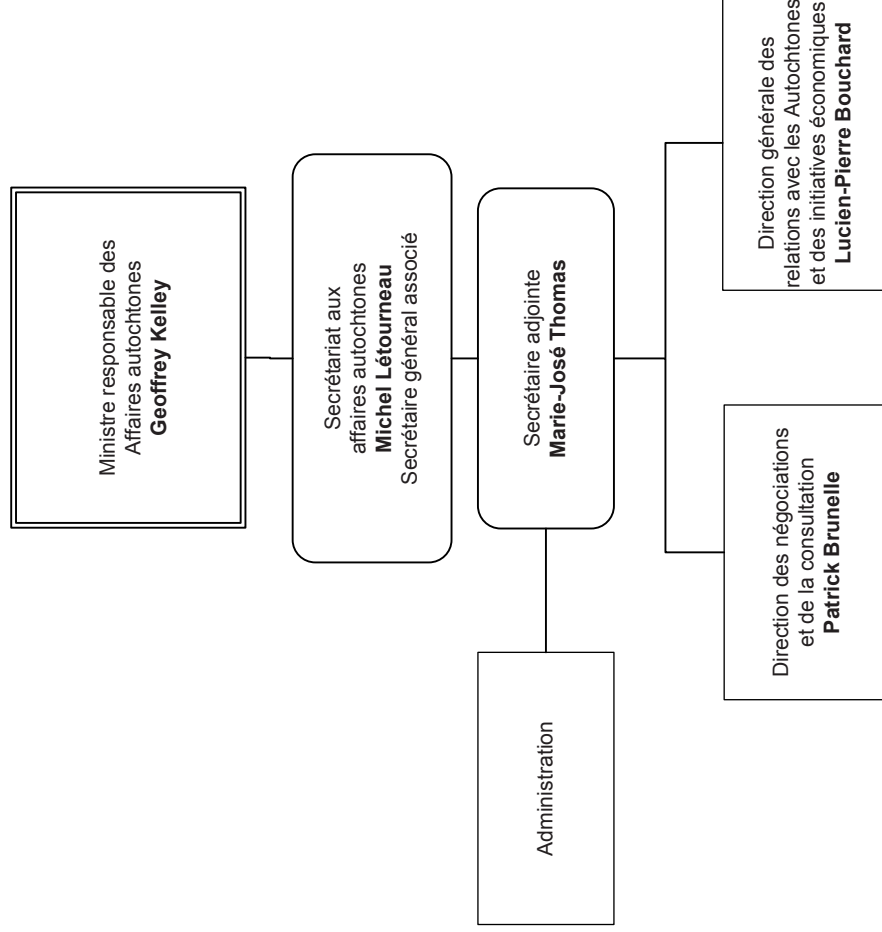 Ministre responsable des
Affaires autochtones
Geoffrey Kelley
Secrétariat aux
affaires autochtones
Michel Létourneau
Secrétaire général associé
Secrétaire adjointe
Marie-José Thomas
Administration
Direction des négociations
et de la consultation
Patrick Brunelle
Direction générale des
relations avec les Autochtones
et des initiatives économiques
Lucien-Pierre Bouchard